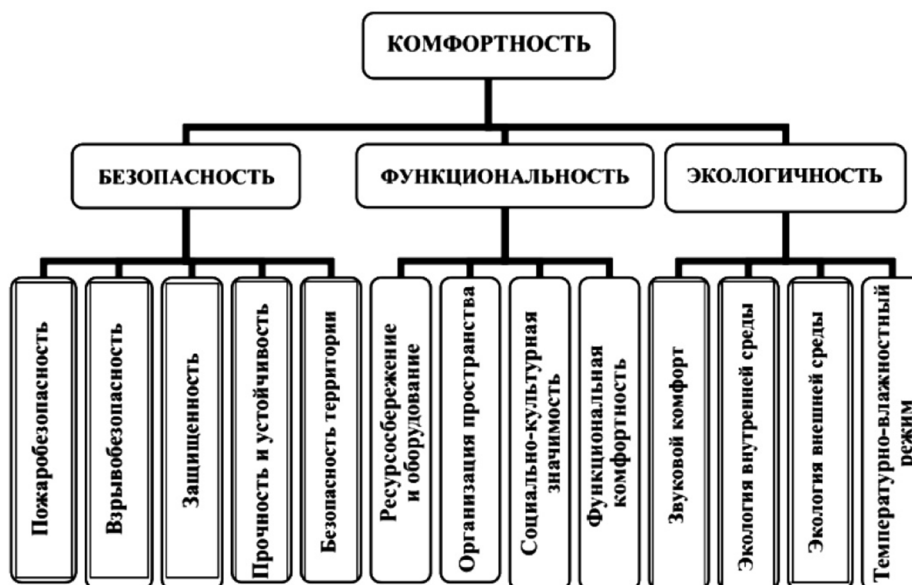 КОМФОРТНОСТЬ
БЕЗОПАСНОСТЬ
ФУНКЦИОНАЛЬНОСТЬ
ЭКОЛОГИЧНОСТЬ
Пожаробезопасность
Взрывобезопасность
Защищенность
Прочность и устойчивость
Безопасность территории
Ресурсосбережение
и оборудование
Организация пространства
Социально-культурная
значимость
Функциональная
комфортность
Звуковой комфорт
Экология внутренней среды
Экология внешней среды
Температурно-влажностный
режим